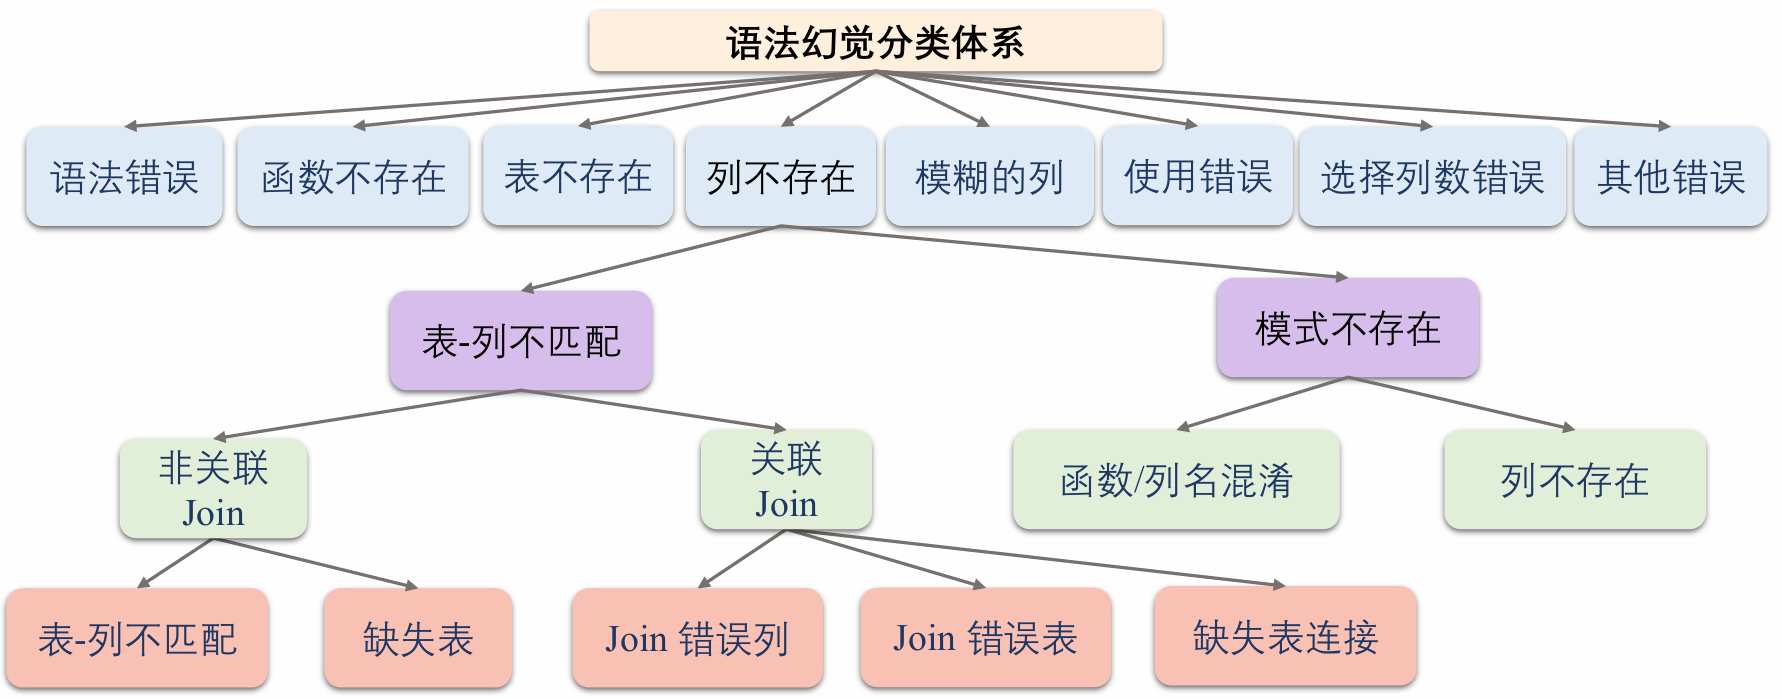 语法幻觉分类体系
语法错误
函数不存在
表不存在
列不存在
模糊的列
使用错误
选择列数错误
其他错误
表-列不匹配
模式不存在
非关联
Join
关联
Join
函数/列名混淆
列不存在
表-列不匹配
缺失表
Join 错误列
Join 错误表
缺失表连接